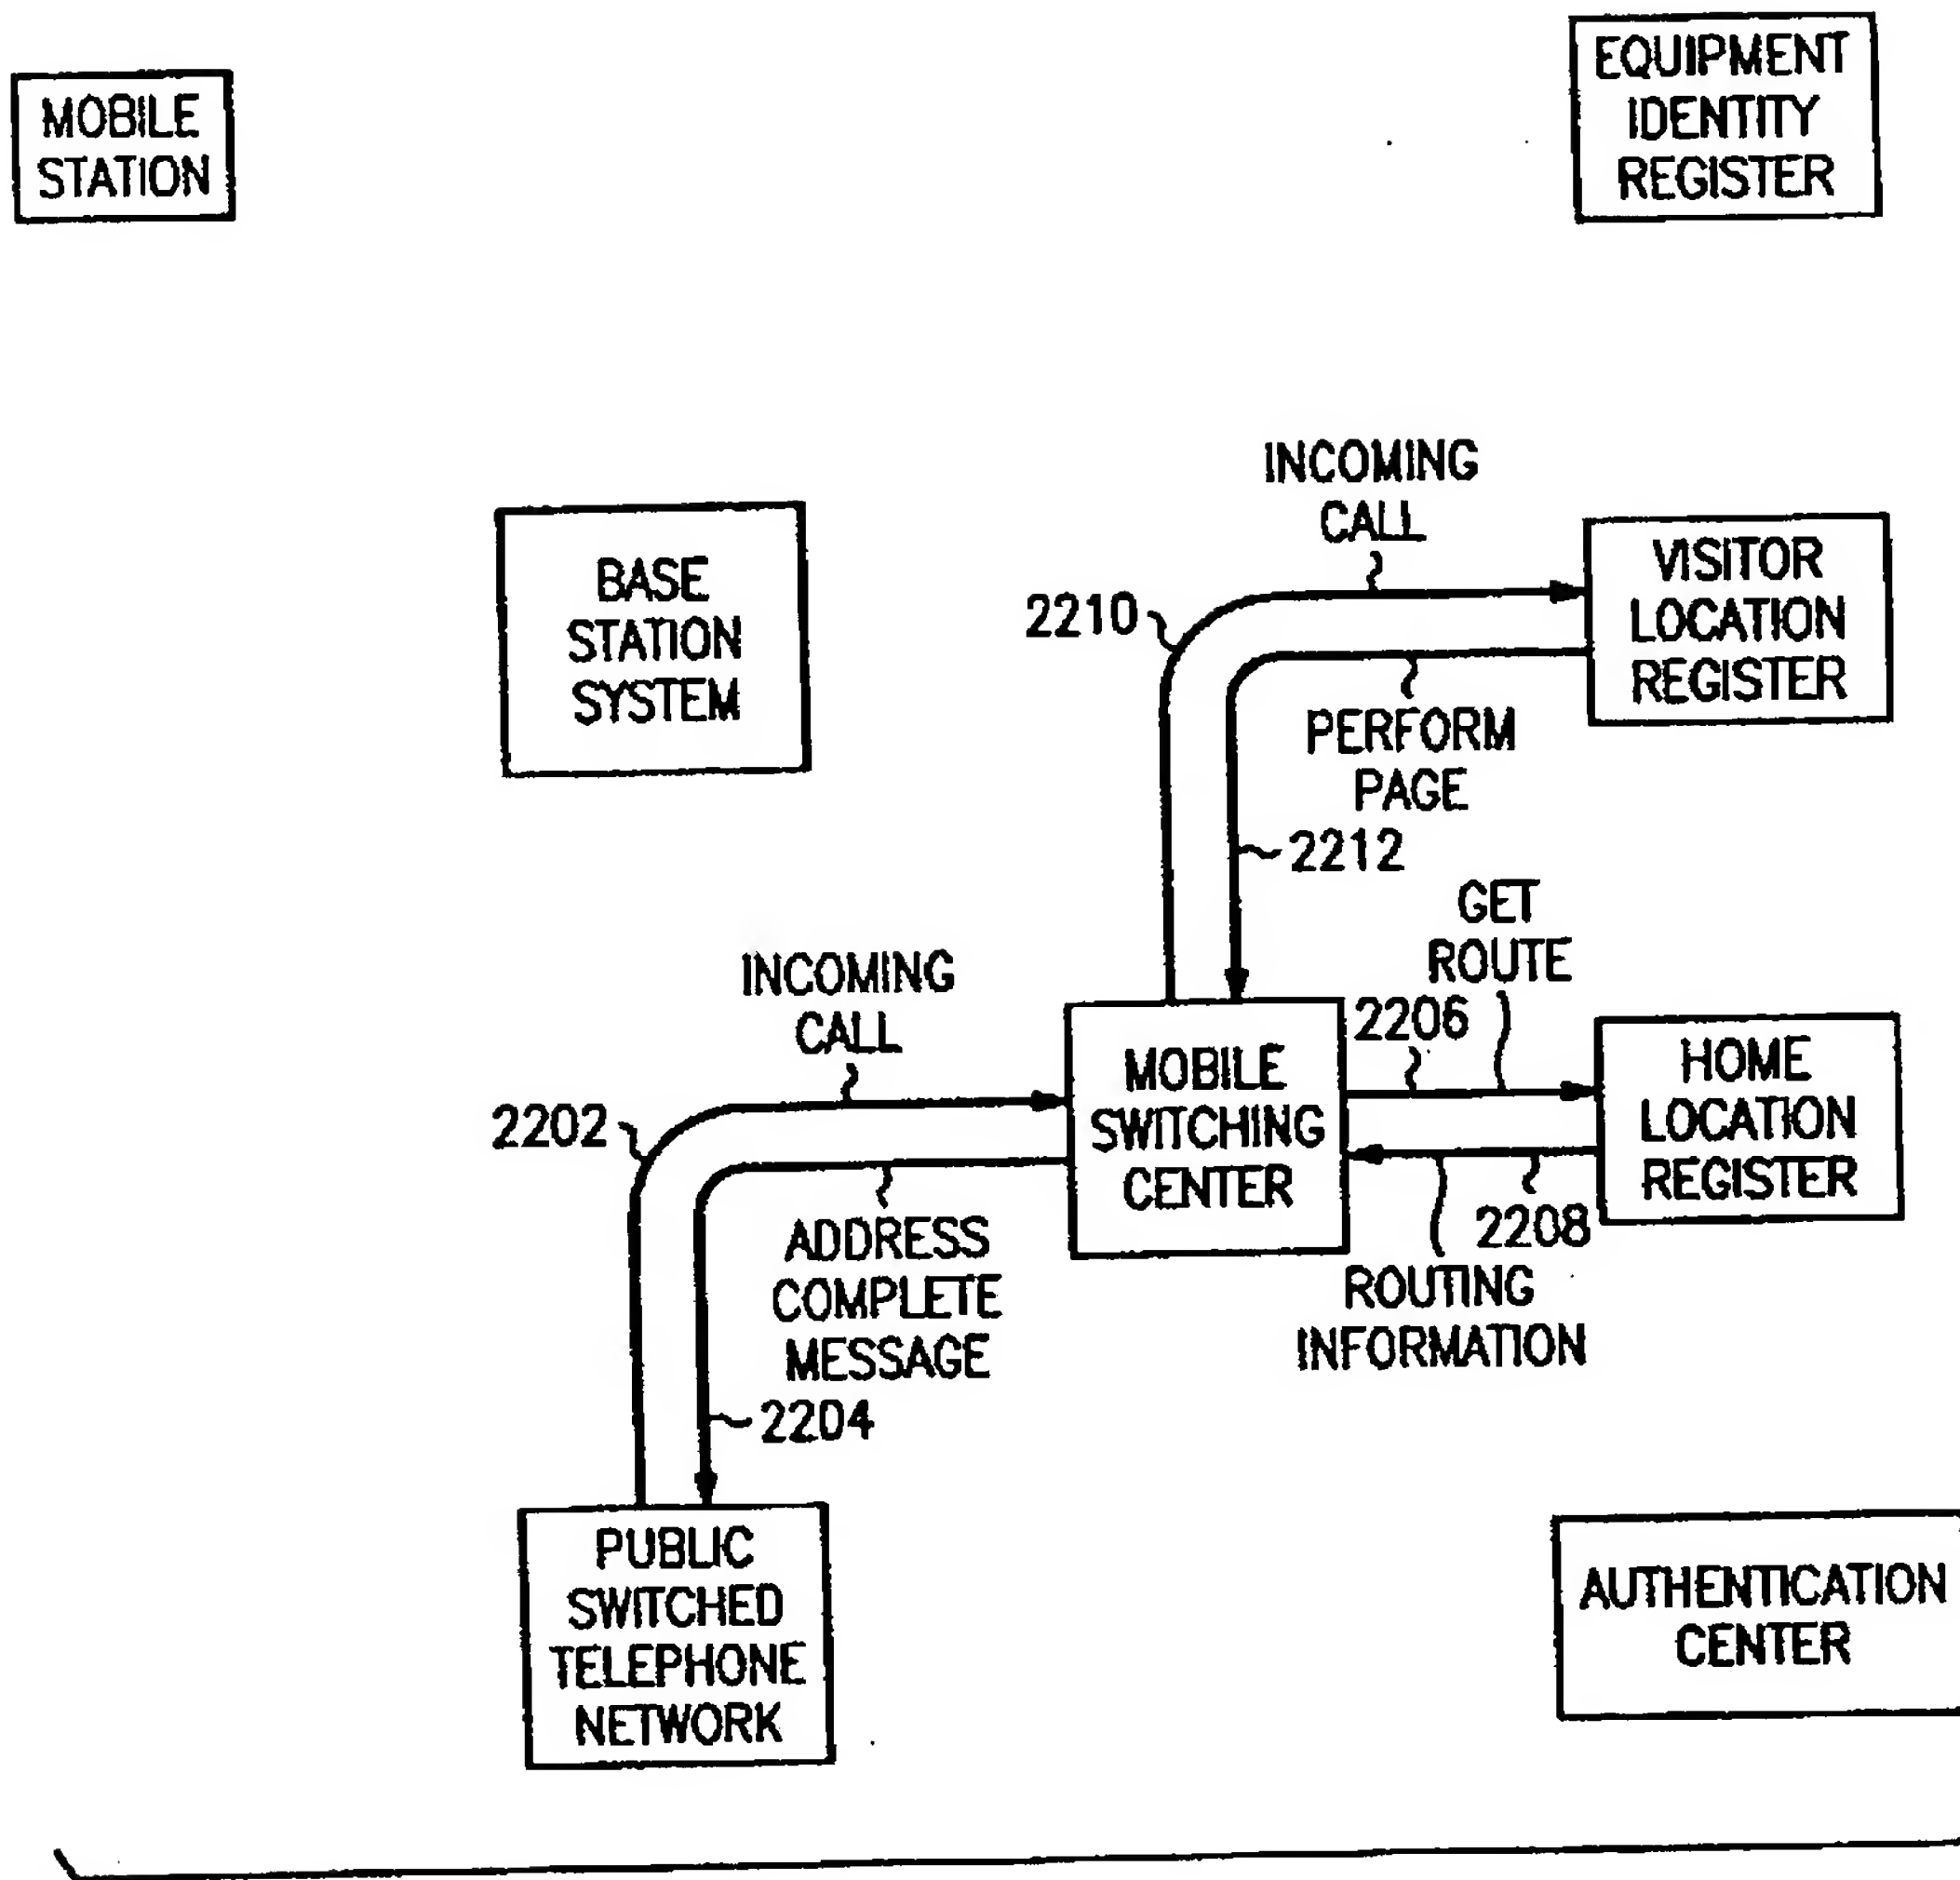 MOBILE
STATION
EQUIPMENT
IDENTITY
REGISTER
INCOMING
CALL
BASE
STATION
SYSTEM
2210
VISITOR
LOCATION
REGISTER
PERFORM
PAGE
2212
GET
ROUTE
2206
INCOMING
CALL
2202
MOBILE
SWITCHING
CENTER
HOME
LOCATION
REGISTER
2208
ROUTING
INFORMATION
ADDRESS
COMPLETE
MESSAGE
2204
PUBLIC
SWITCHED
TELEPHONE
NETWORK
AUTHENTICATION
CENTER